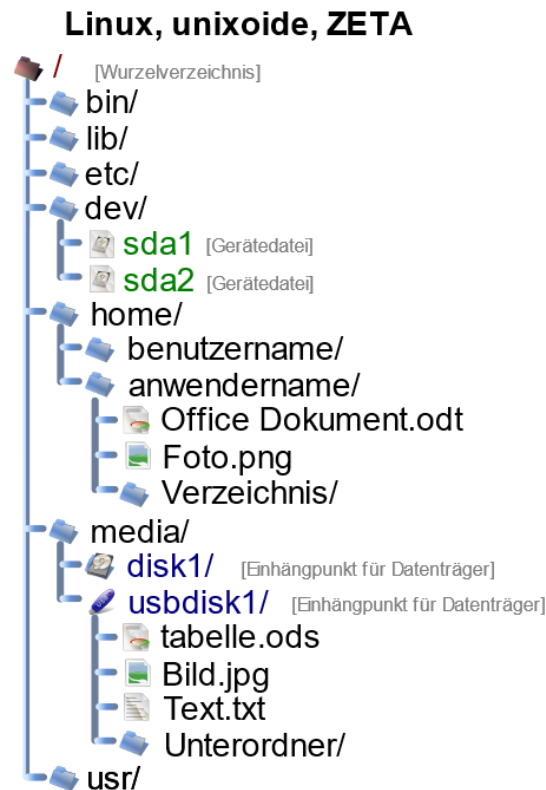 Linux, unixoide, ZETA
/ [Wurzelverzeichnis]
bin/
lib/
etc/
dev/
sda1 [Gerätedatei]
sda2 [Gerätedatei]
home/
benutzername/
anwendername/
Office Dokument.odt
Foto.png
Verzeichnis/
media/
disk1/ [Einhängpunkt für Datenträger]
usbdisk1/ [Einhängpunkt für Datenträger]
tabelle.ods
Bild.jpg
Text.txt
Unterordner/
usr/